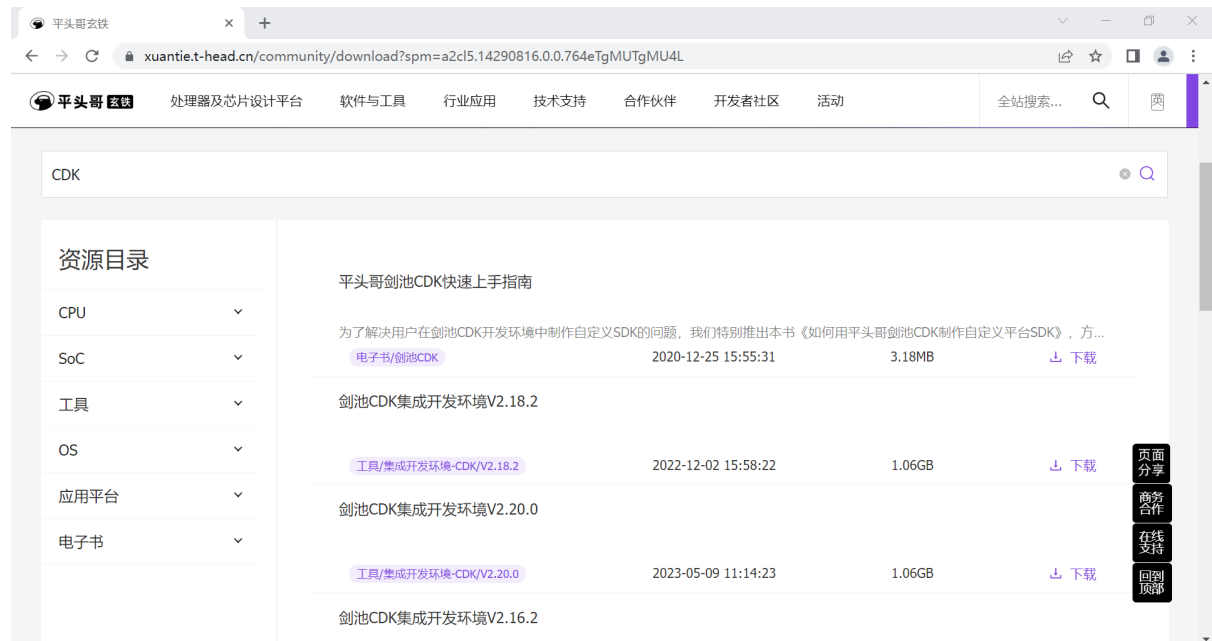 平头哥玄铁
xuantie.t-head.cn/community/download?spm=a2cl5.14290816.0.0.764eTgMUTgMU4L
平头哥 玄铁 处理器及芯片设计平台 软件与工具 行业应用 技术支持 合作伙伴 开发者社区 活动 全站搜索... 英
CDK
资源目录
CPU
SoC
工具
OS
应用平台
电子书
平头哥剑池CDK快速上手指南
为了解决用户在剑池CDK开发环境中制作自定义SDK的问题，我们特别推出本书《如何用平头哥剑池CDK制作自定义平台SDK》，方...
电子书/剑池CDK 2020-12-25 15:55:31 3.18MB 下载
剑池CDK集成开发环境V2.18.2
工具/集成开发环境-CDK/V2.18.2 2022-12-02 15:58:22 1.06GB 下载
剑池CDK集成开发环境V2.20.0
工具/集成开发环境-CDK/V2.20.0 2023-05-09 11:14:23 1.06GB 下载
剑池CDK集成开发环境V2.16.2
页面
分享
商务
合作
在线
支持
回到
顶部